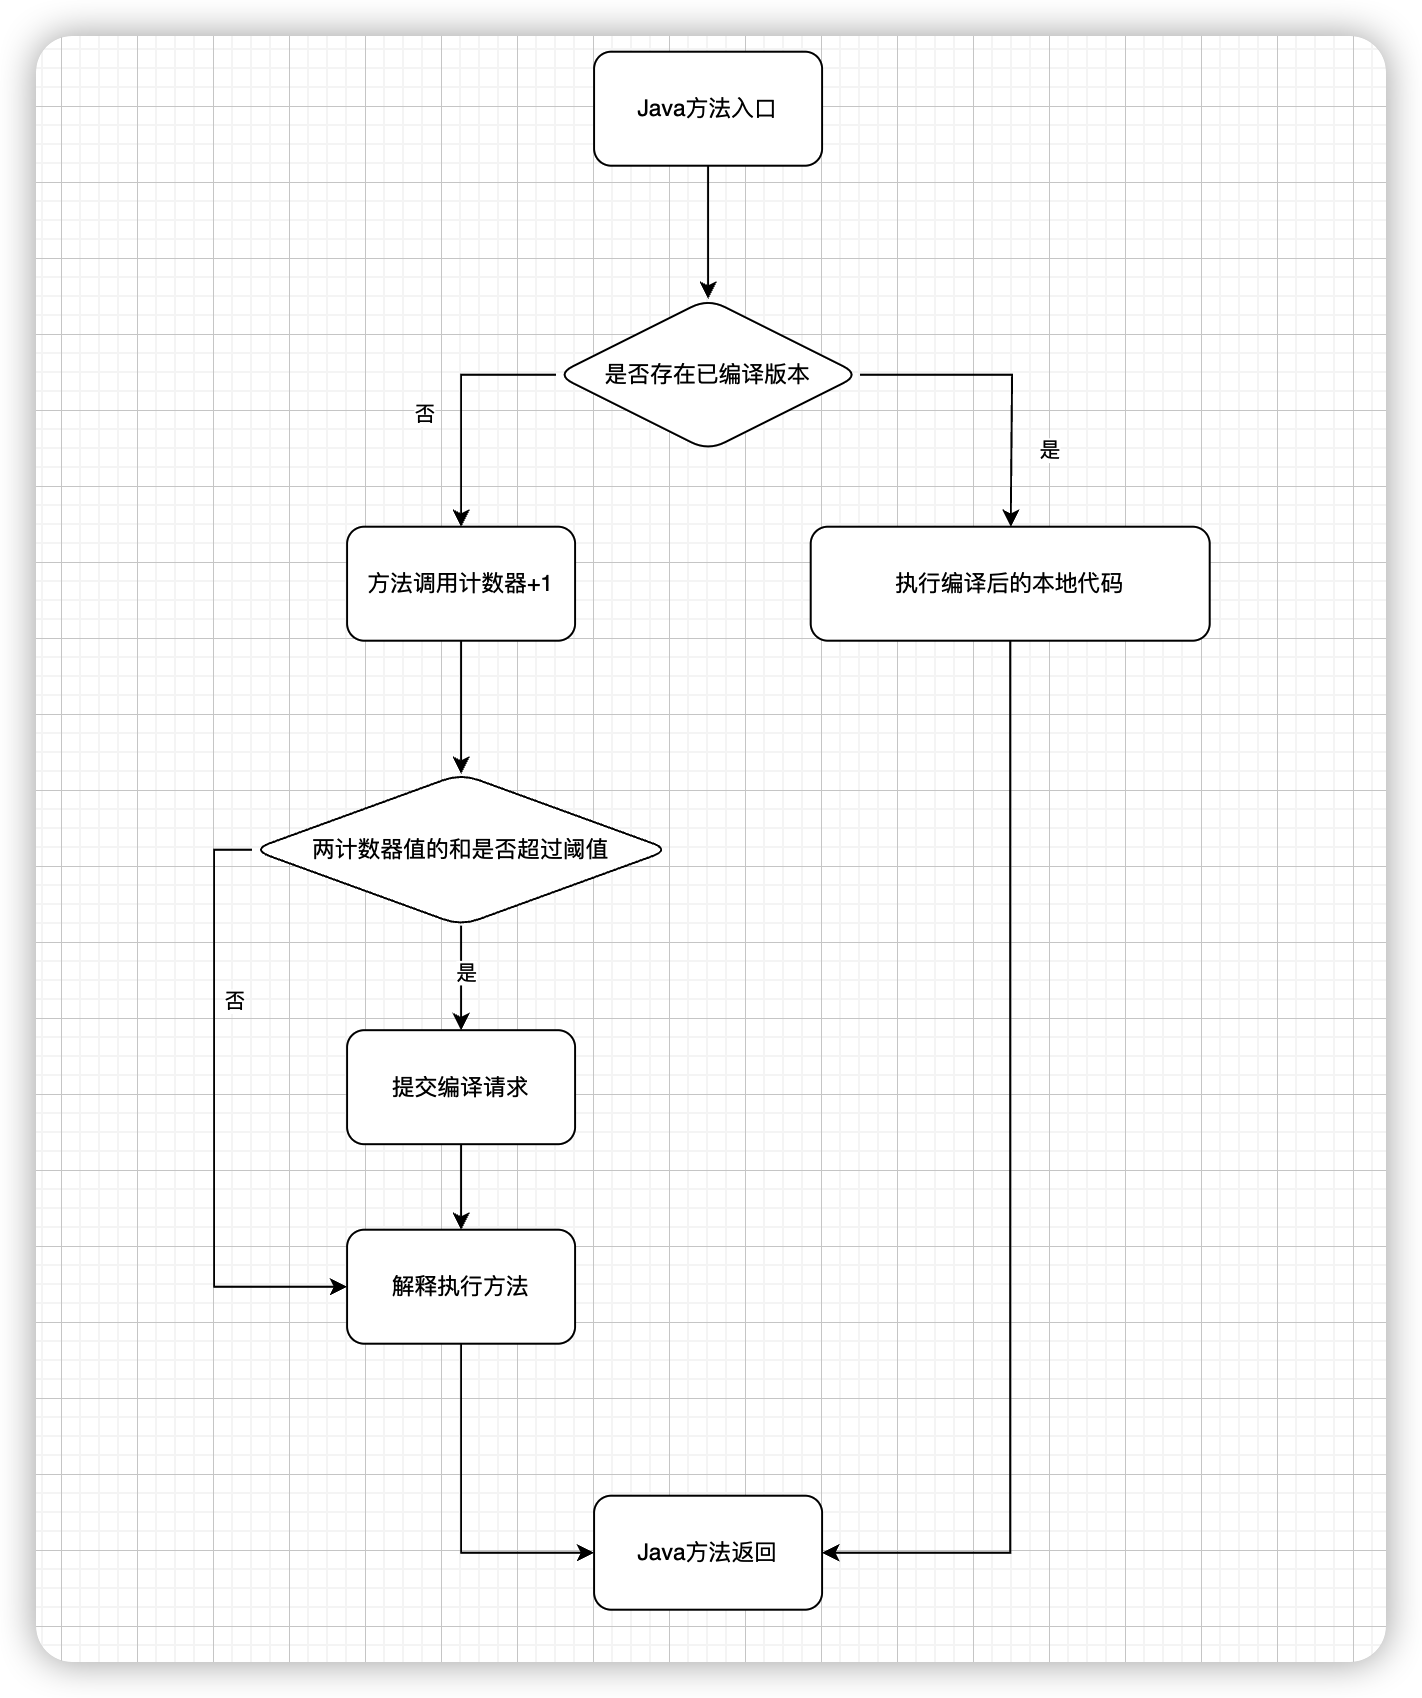 Java方法入口
是否存在已编译版本
否
是
方法调用计数器+1
执行编译后的本地代码
两计数器值的和是否超过阈值
是
否
提交编译请求
解释执行方法
Java方法返回